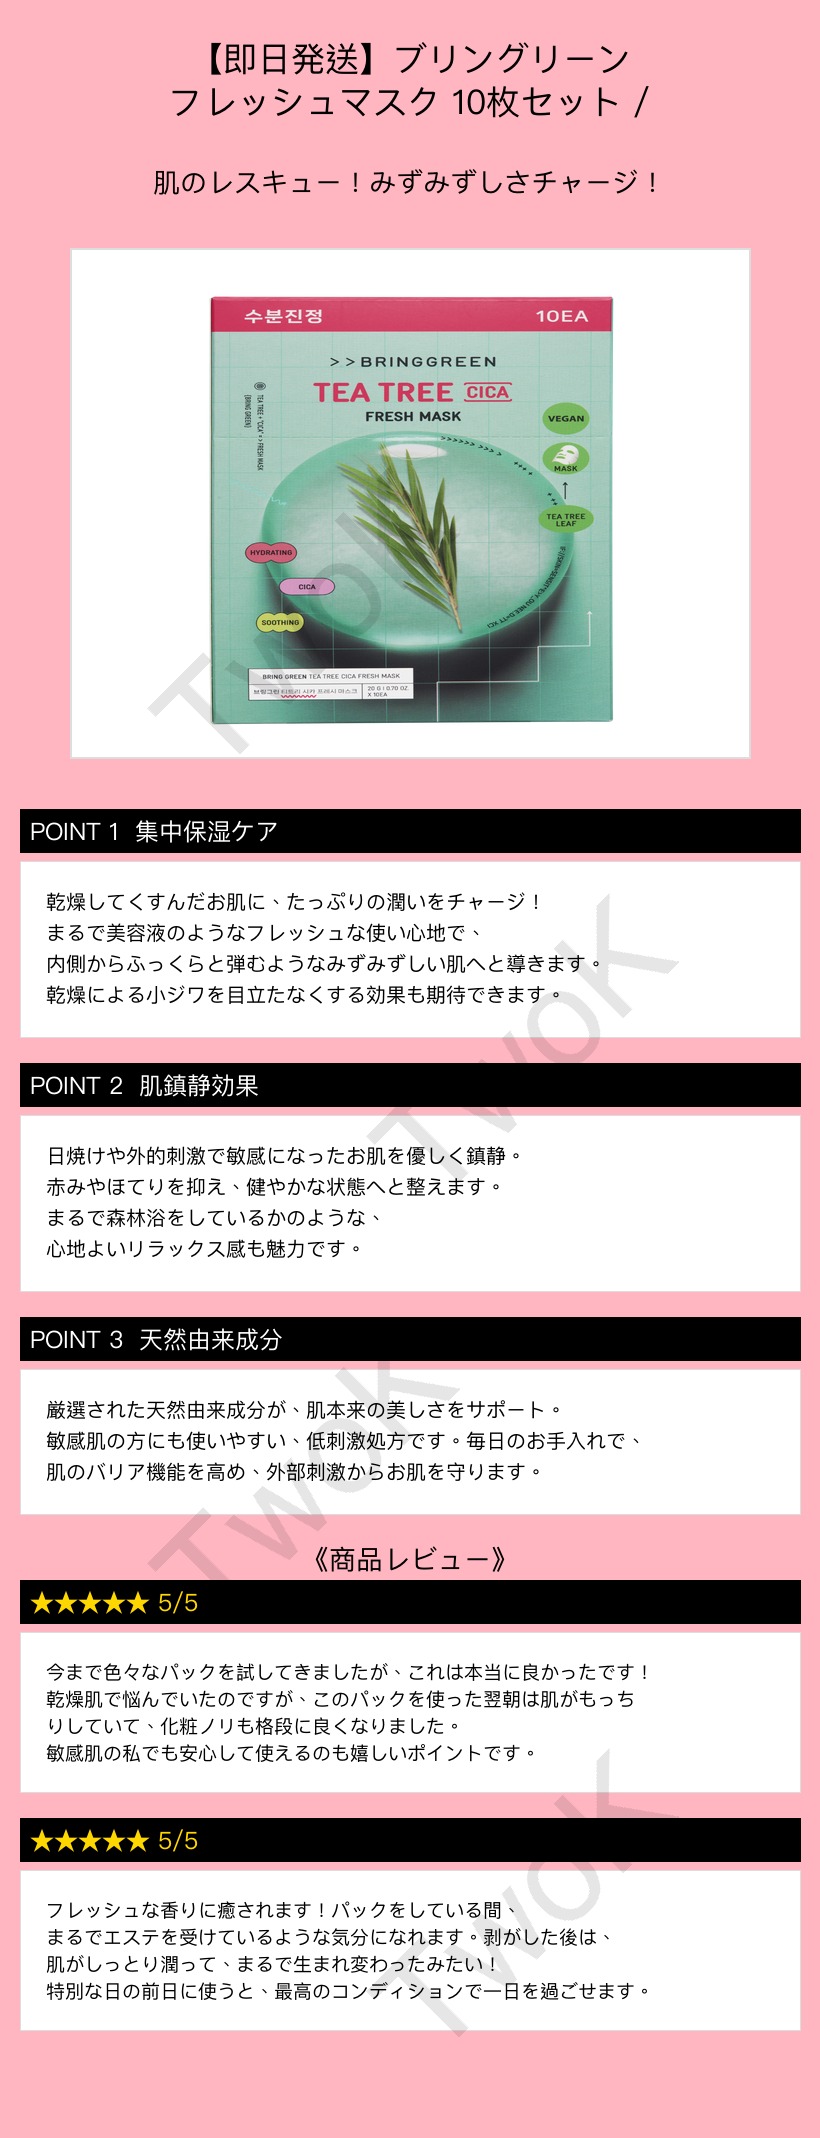 【即日発送】ブリングリーン
フレッシュマスク 10枚セット /
肌のレスキュー！みずみずしさチャージ！
수분진정
10EA
>>BRINGGREEN
TEA TREE CICA
FRESH MASK
TEA TREE + "CICA" = > FRESH MASK
[BRING GREEN]
VEGAN
MASK
TEA TREE
LEAF
HYDRATING
CICA
SOOTHING
BRING GREEN TEA TREE CICA FRESH MASK
브링그린 티트리 시카 프레시 마스크
20 G | 0.70 OZ.
X 10EA
TwoK
POINT 1 集中保湿ケア
乾燥してくすんだお肌に、たっぷりの潤いをチャージ！
まるで美容液のようなフレッシュな使い心地で、
内側からふっくらと弾むようなみずみずしい肌へと導きます。
乾燥による小ジワを目立たなくする効果も期待できます。
TwoK
POINT 2 肌鎮静効果
日焼けや外的刺激で敏感になったお肌を優しく鎮静。
赤みやほてりを抑え、健やかな状態へと整えます。
まるで森林浴をしているかのような、
心地よいリラックス感も魅力です。
POINT 3 天然由来成分
厳選された天然由来成分が、肌本来の美しさをサポート。
敏感肌の方にも使いやすい、低刺激処方です。毎日のお手入れで、
肌のバリア機能を高め、外部刺激からお肌を守ります。
TwoK
《商品レビュー》
★★★★★ 5/5
今まで色々なパックを試してきましたが、これは本当に良かったです！
乾燥肌で悩んでいたのですが、このパックを使った翌朝は肌がもっち
りしていて、化粧ノリも格段に良くなりました。
敏感肌の私でも安心して使えるのも嬉しいポイントです。
★★★★★ 5/5
フレッシュな香りに癒されます！パックをしている間、
まるでエステを受けているような気分になれます。剥がした後は、
肌がしっとり潤って、まるで生まれ変わったみたい！
特別な日の前日に使うと、最高のコンディションで一日を過ごせます。
TwoK